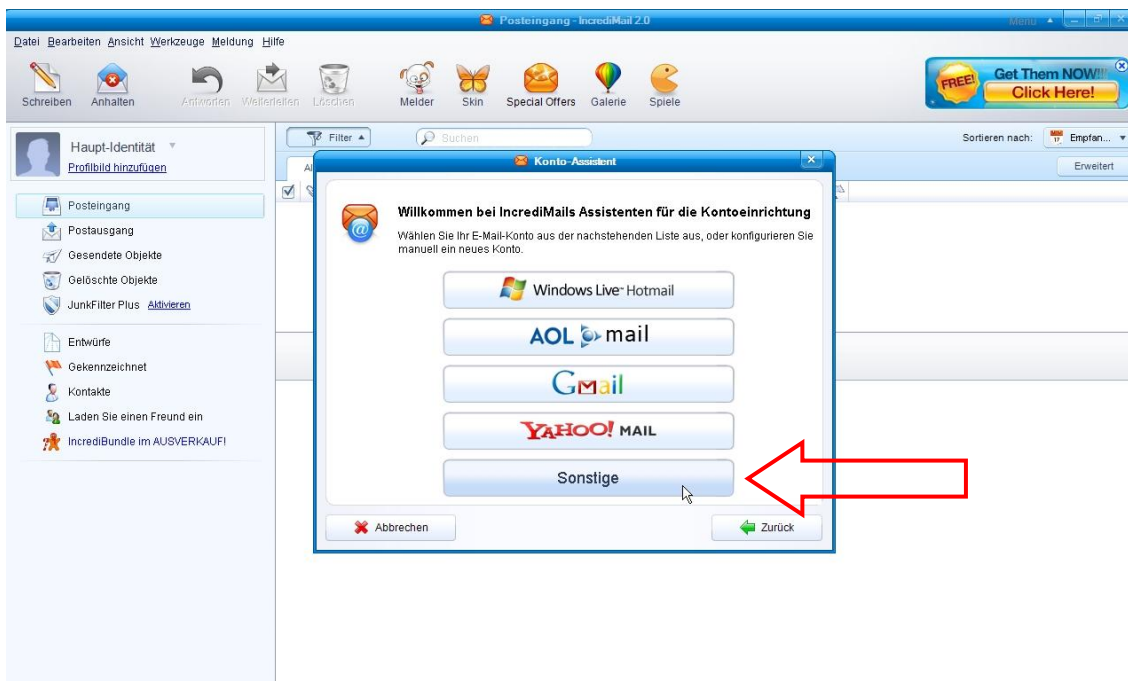 Posteingang - IncrediMail 2.0
Menü
Datei Bearbeiten Ansicht Werkzeuge Meldung Hilfe
Schreiben Anhalten Antworten Weiterleiten Löschen Melder Skin Special Offers Galerie Spiele
FREE! Get Them NOW!!!
Click Here!
Haupt-Identität
Profilbild hinzufügen
Filter Suchen Sortieren nach: Empfan...
Erweitert
Posteingang
Postausgang
Gesendete Objekte
Gelöschte Objekte
JunkFilter Plus Aktivieren
Entwürfe
Gekennzeichnet
Kontakte
Laden Sie einen Freund ein
IncrediBundle im AUSVERKAUF!
Konto-Assistent
Willkommen bei IncrediMails Assistenten für die Kontoeinrichtung
Wählen Sie Ihr E-Mail-Konto aus der nachstehenden Liste aus, oder konfigurieren Sie
manuell ein neues Konto.
Windows Live™ Hotmail
AOL mail
Gmail
YAHOO! MAIL
Sonstige
Abbrechen Zurück